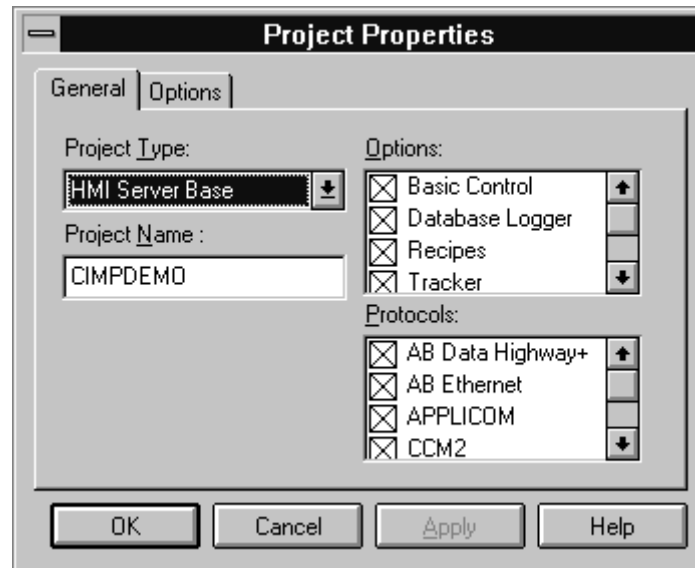 Project Properties
General Options
Project Type:
HMI Server Base
Project Name :
CIMPDEMO
Options:
Basic Control
Database Logger
Recipes
Tracker
Protocols:
AB Data Highway+
AB Ethernet
APPLICOM
CCM2
OK Cancel Apply Help